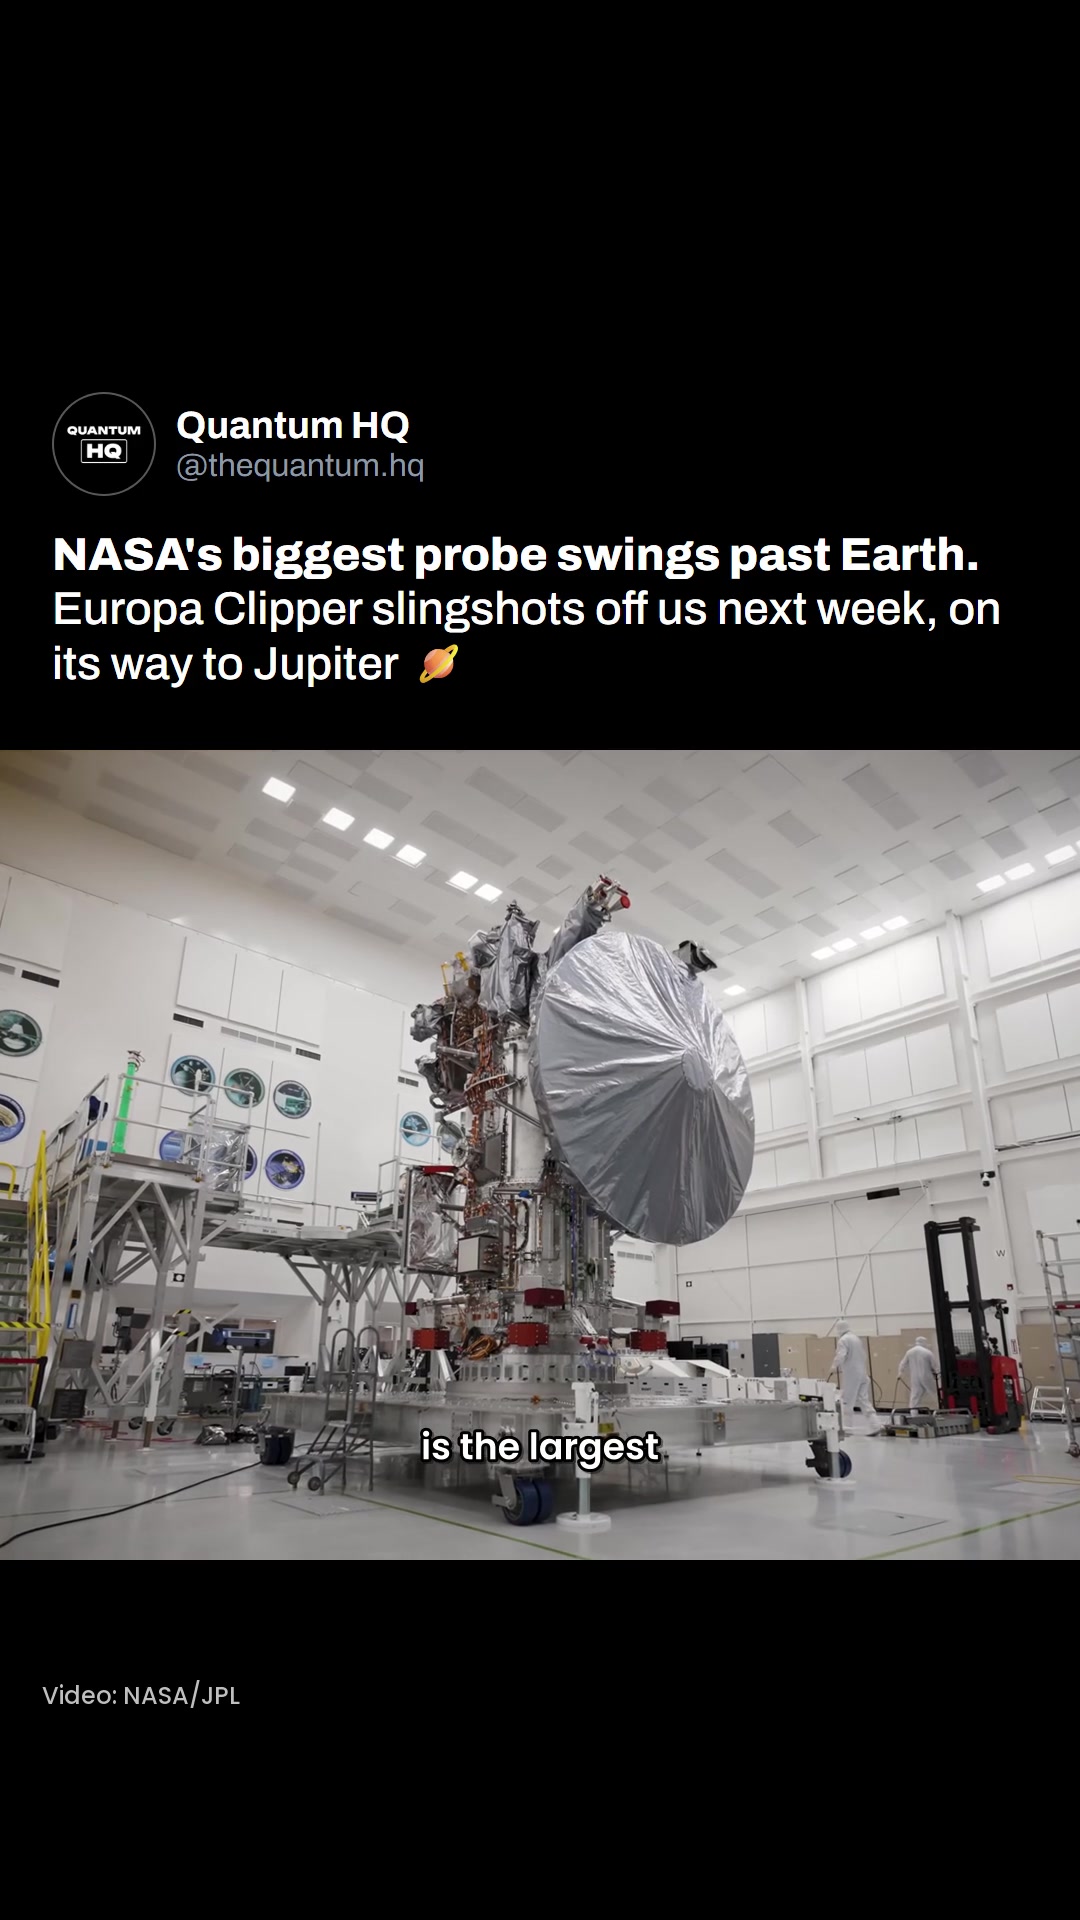 QUANTUM
HQ
Quantum HQ
@thequantum.hq
NASA's biggest probe swings past Earth.
Europa Clipper slingshots off us next week, on
its way to Jupiter 🪐
W
is the largest
Video: NASA/JPL